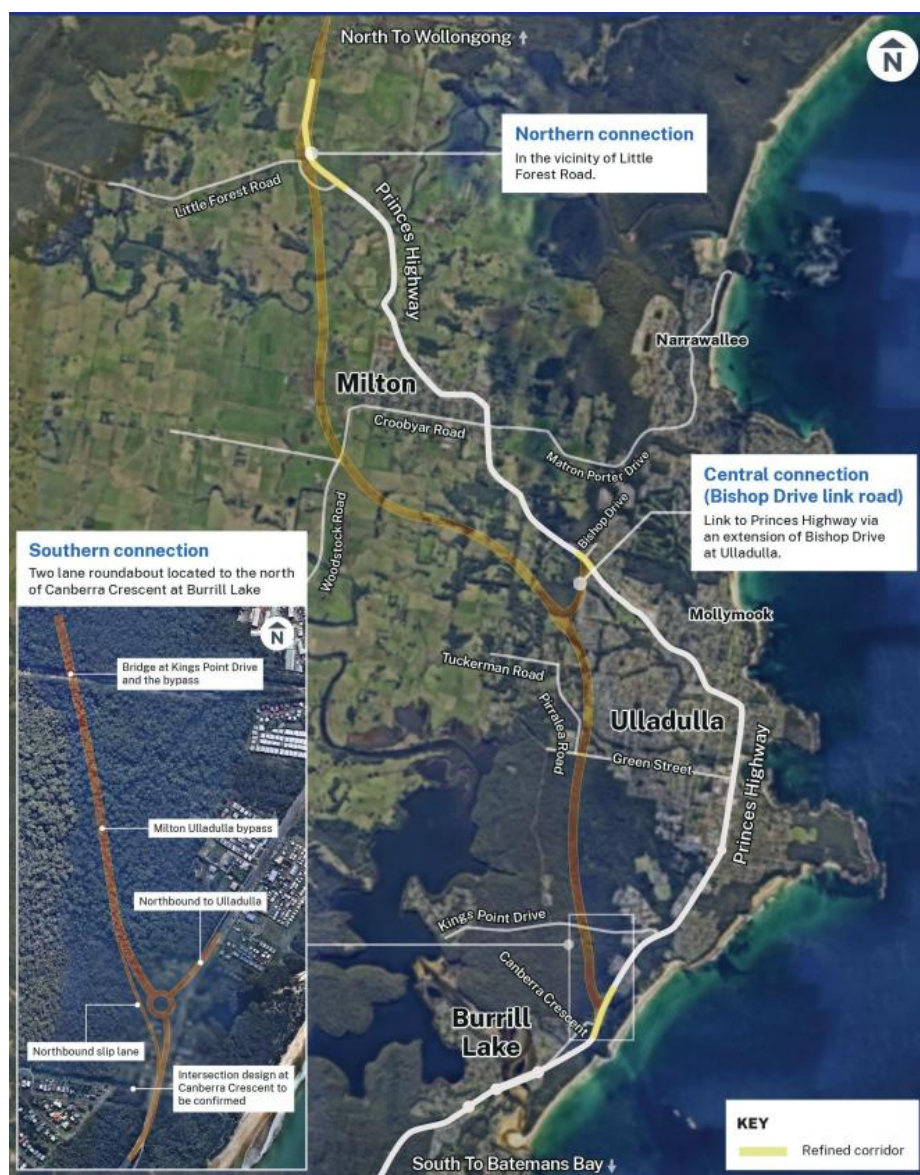 North To Wollongong ↑
N
Northern connection
In the vicinity of Little
Forest Road.
Little Forest Road
Princes Highway
Narrawallee
Milton
Croobyar Road
Matron Porter Drive
Woodstock Road
Bishop Drive
Central connection
(Bishop Drive link road)
Link to Princes Highway via
an extension of Bishop Drive
at Ulladulla.
Mollymook
Tuckerman Road
Pirralea Road
Ulladulla
Green Street
Princes Highway
Kings Point Drive
Canberra Crescent
Burrill
Lake
South To Batemans Bay ↓
Southern connection
Two lane roundabout located to the north
of Canberra Crescent at Burrill Lake
N
Bridge at Kings Point Drive
and the bypass
Milton Ulladulla bypass
Northbound to Ulladulla
Northbound slip lane
Intersection design at
Canberra Crescent to
be confirmed
KEY
Refined corridor